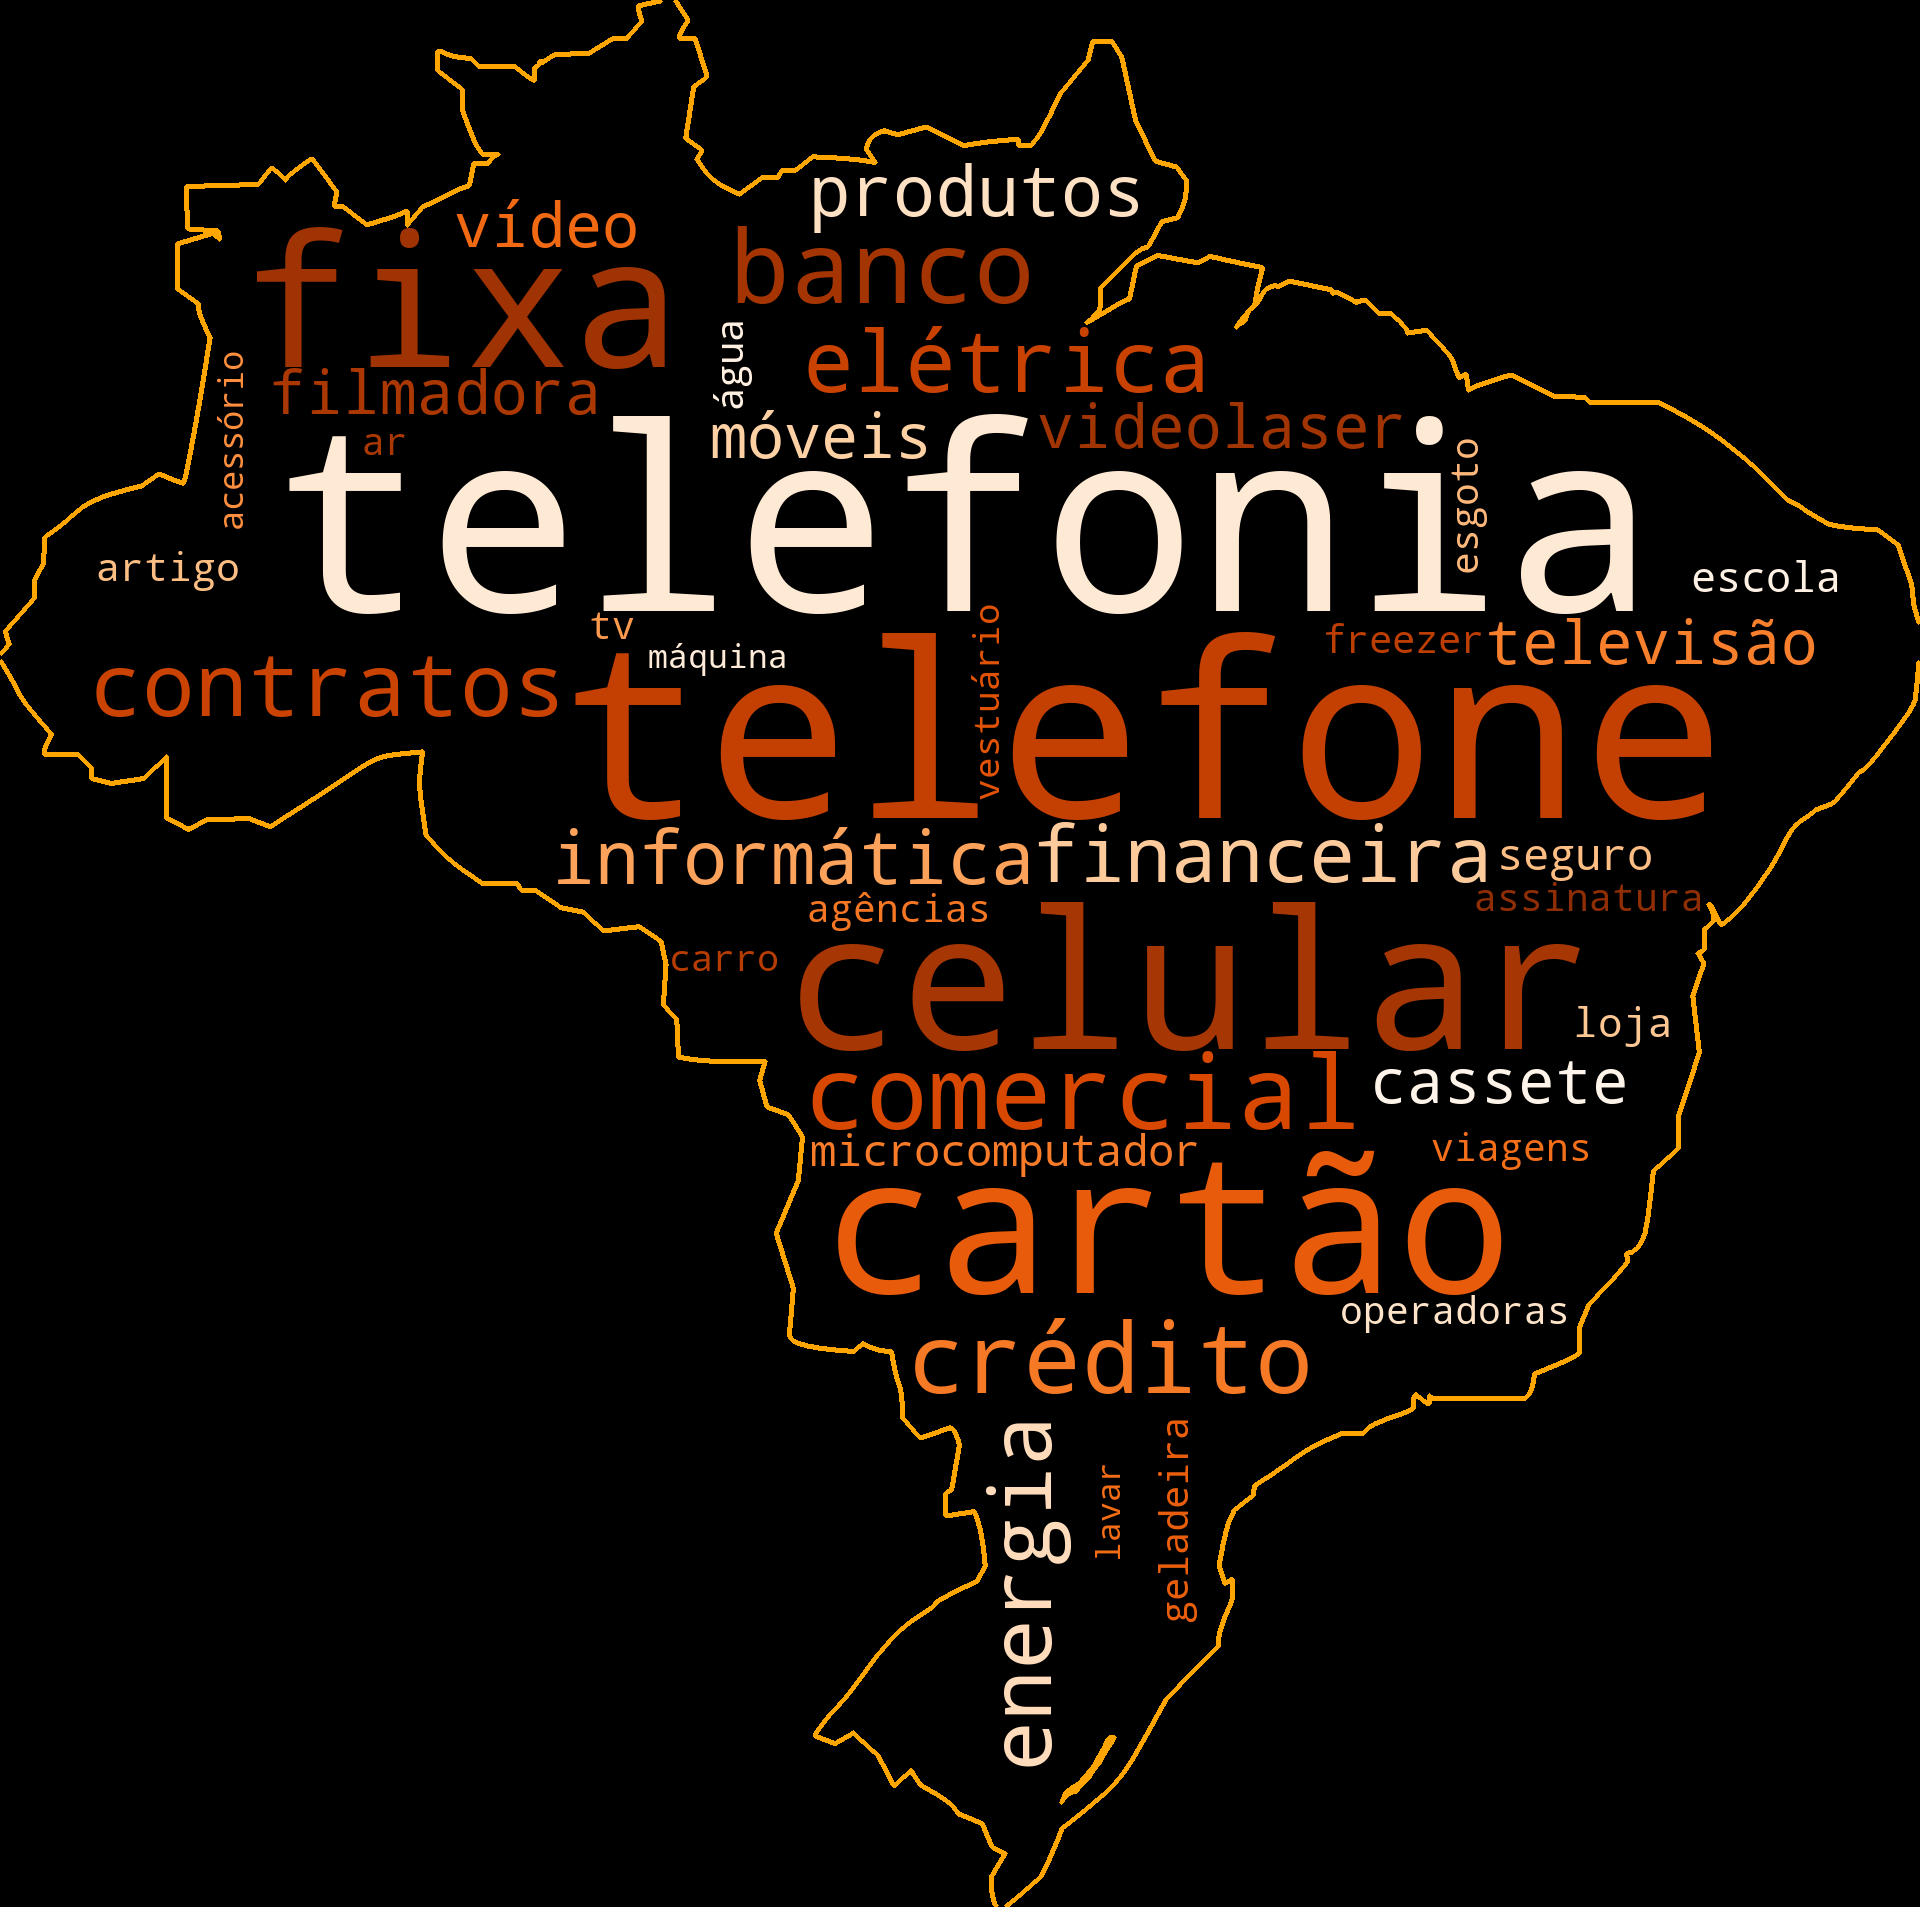 produtos
vídeo
fixa
banco
água
elétrica
filmadora
acessório
ar
móveis
videolaser
telefonia
esgoto
artigo
escola
tv
máquina
vestuário
freezer
televisão
contratos
telefone
informática
financeira
seguro
agências
assinatura
carro
celular
loja
comercial
cassete
microcomputador
viagens
cartão
operadoras
crédito
energia
lavar
geladeira